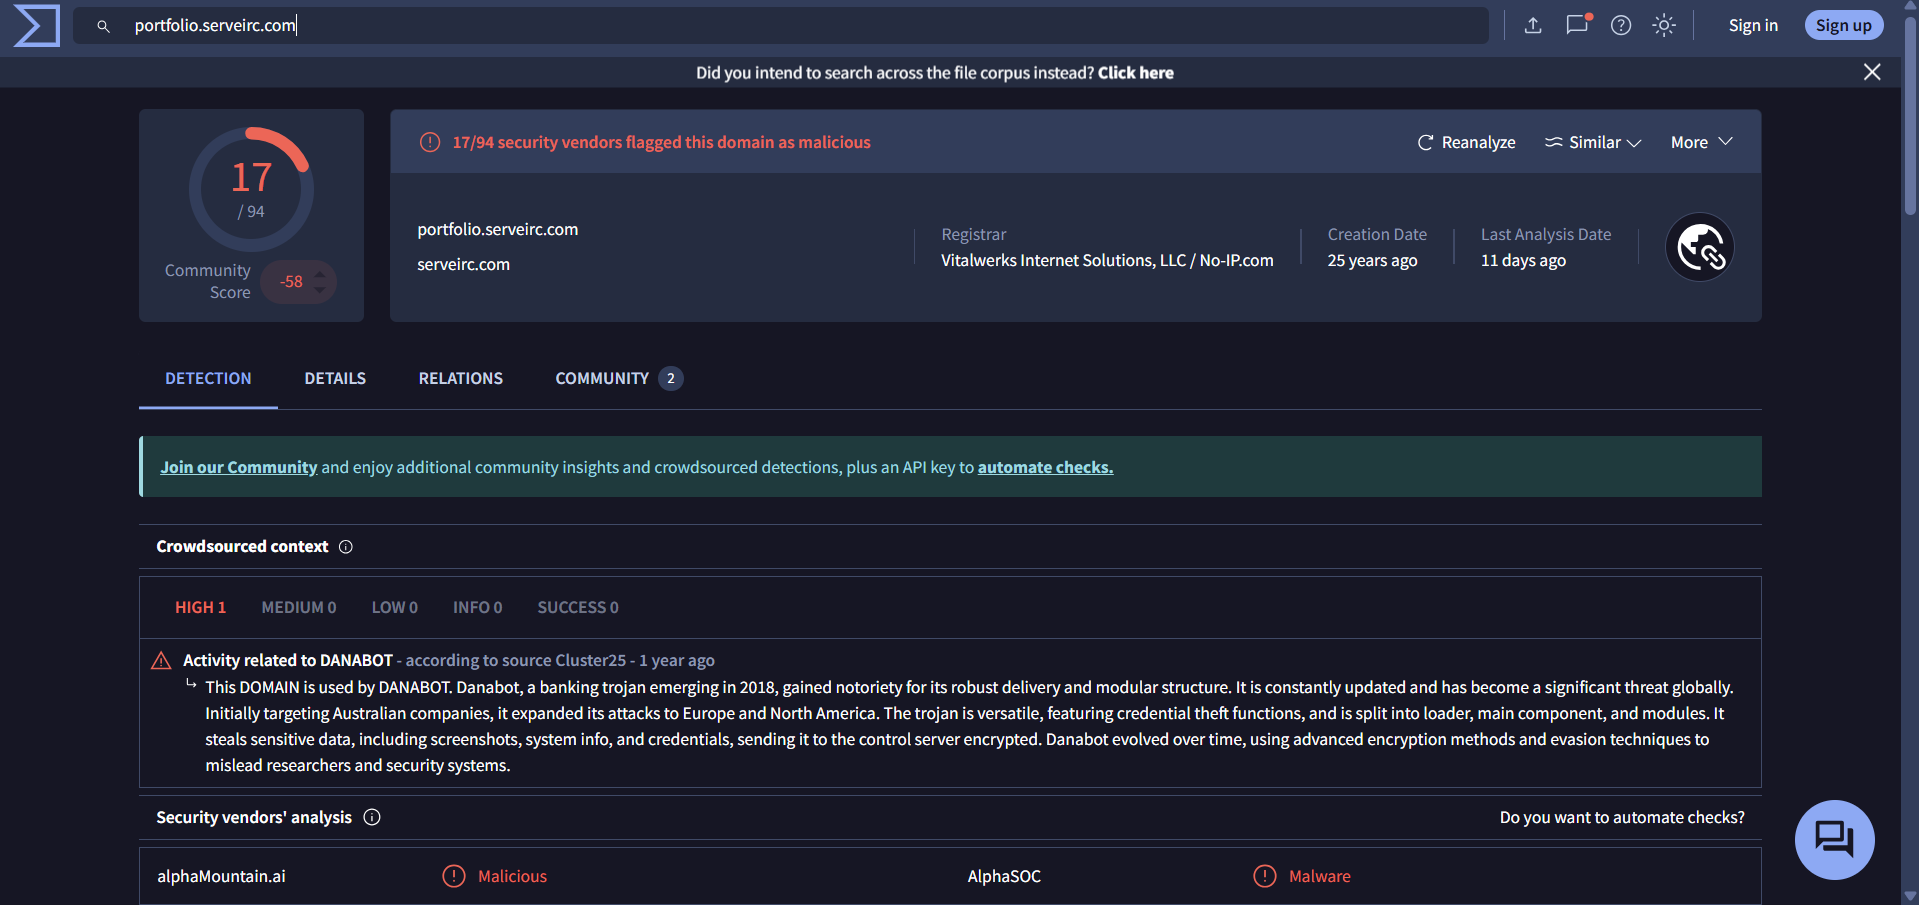 portfolio.serveirc.com
Sign in
Sign up
Did you intend to search across the file corpus instead? Click here
17
/ 94
Community Score
-58
17/94 security vendors flagged this domain as malicious
Reanalyze
Similar
More
portfolio.serveirc.com
serveirc.com
Registrar
Vitalwerks Internet Solutions, LLC / No-IP.com
Creation Date
25 years ago
Last Analysis Date
11 days ago
DETECTION
DETAILS
RELATIONS
COMMUNITY 2
Join our Community and enjoy additional community insights and crowdsourced detections, plus an API key to automate checks.
Crowdsourced context
HIGH 1
MEDIUM 0
LOW 0
INFO 0
SUCCESS 0
Activity related to DANABOT - according to source Cluster25 - 1 year ago
This DOMAIN is used by DANABOT. Danabot, a banking trojan emerging in 2018, gained notoriety for its robust delivery and modular structure. It is constantly updated and has become a significant threat globally.
Initially targeting Australian companies, it expanded its attacks to Europe and North America. The trojan is versatile, featuring credential theft functions, and is split into loader, main component, and modules. It
steals sensitive data, including screenshots, system info, and credentials, sending it to the control server encrypted. Danabot evolved over time, using advanced encryption methods and evasion techniques to
mislead researchers and security systems.
Security vendors' analysis
Do you want to automate checks?
alphaMountain.ai
Malicious
AlphaSOC
Malware